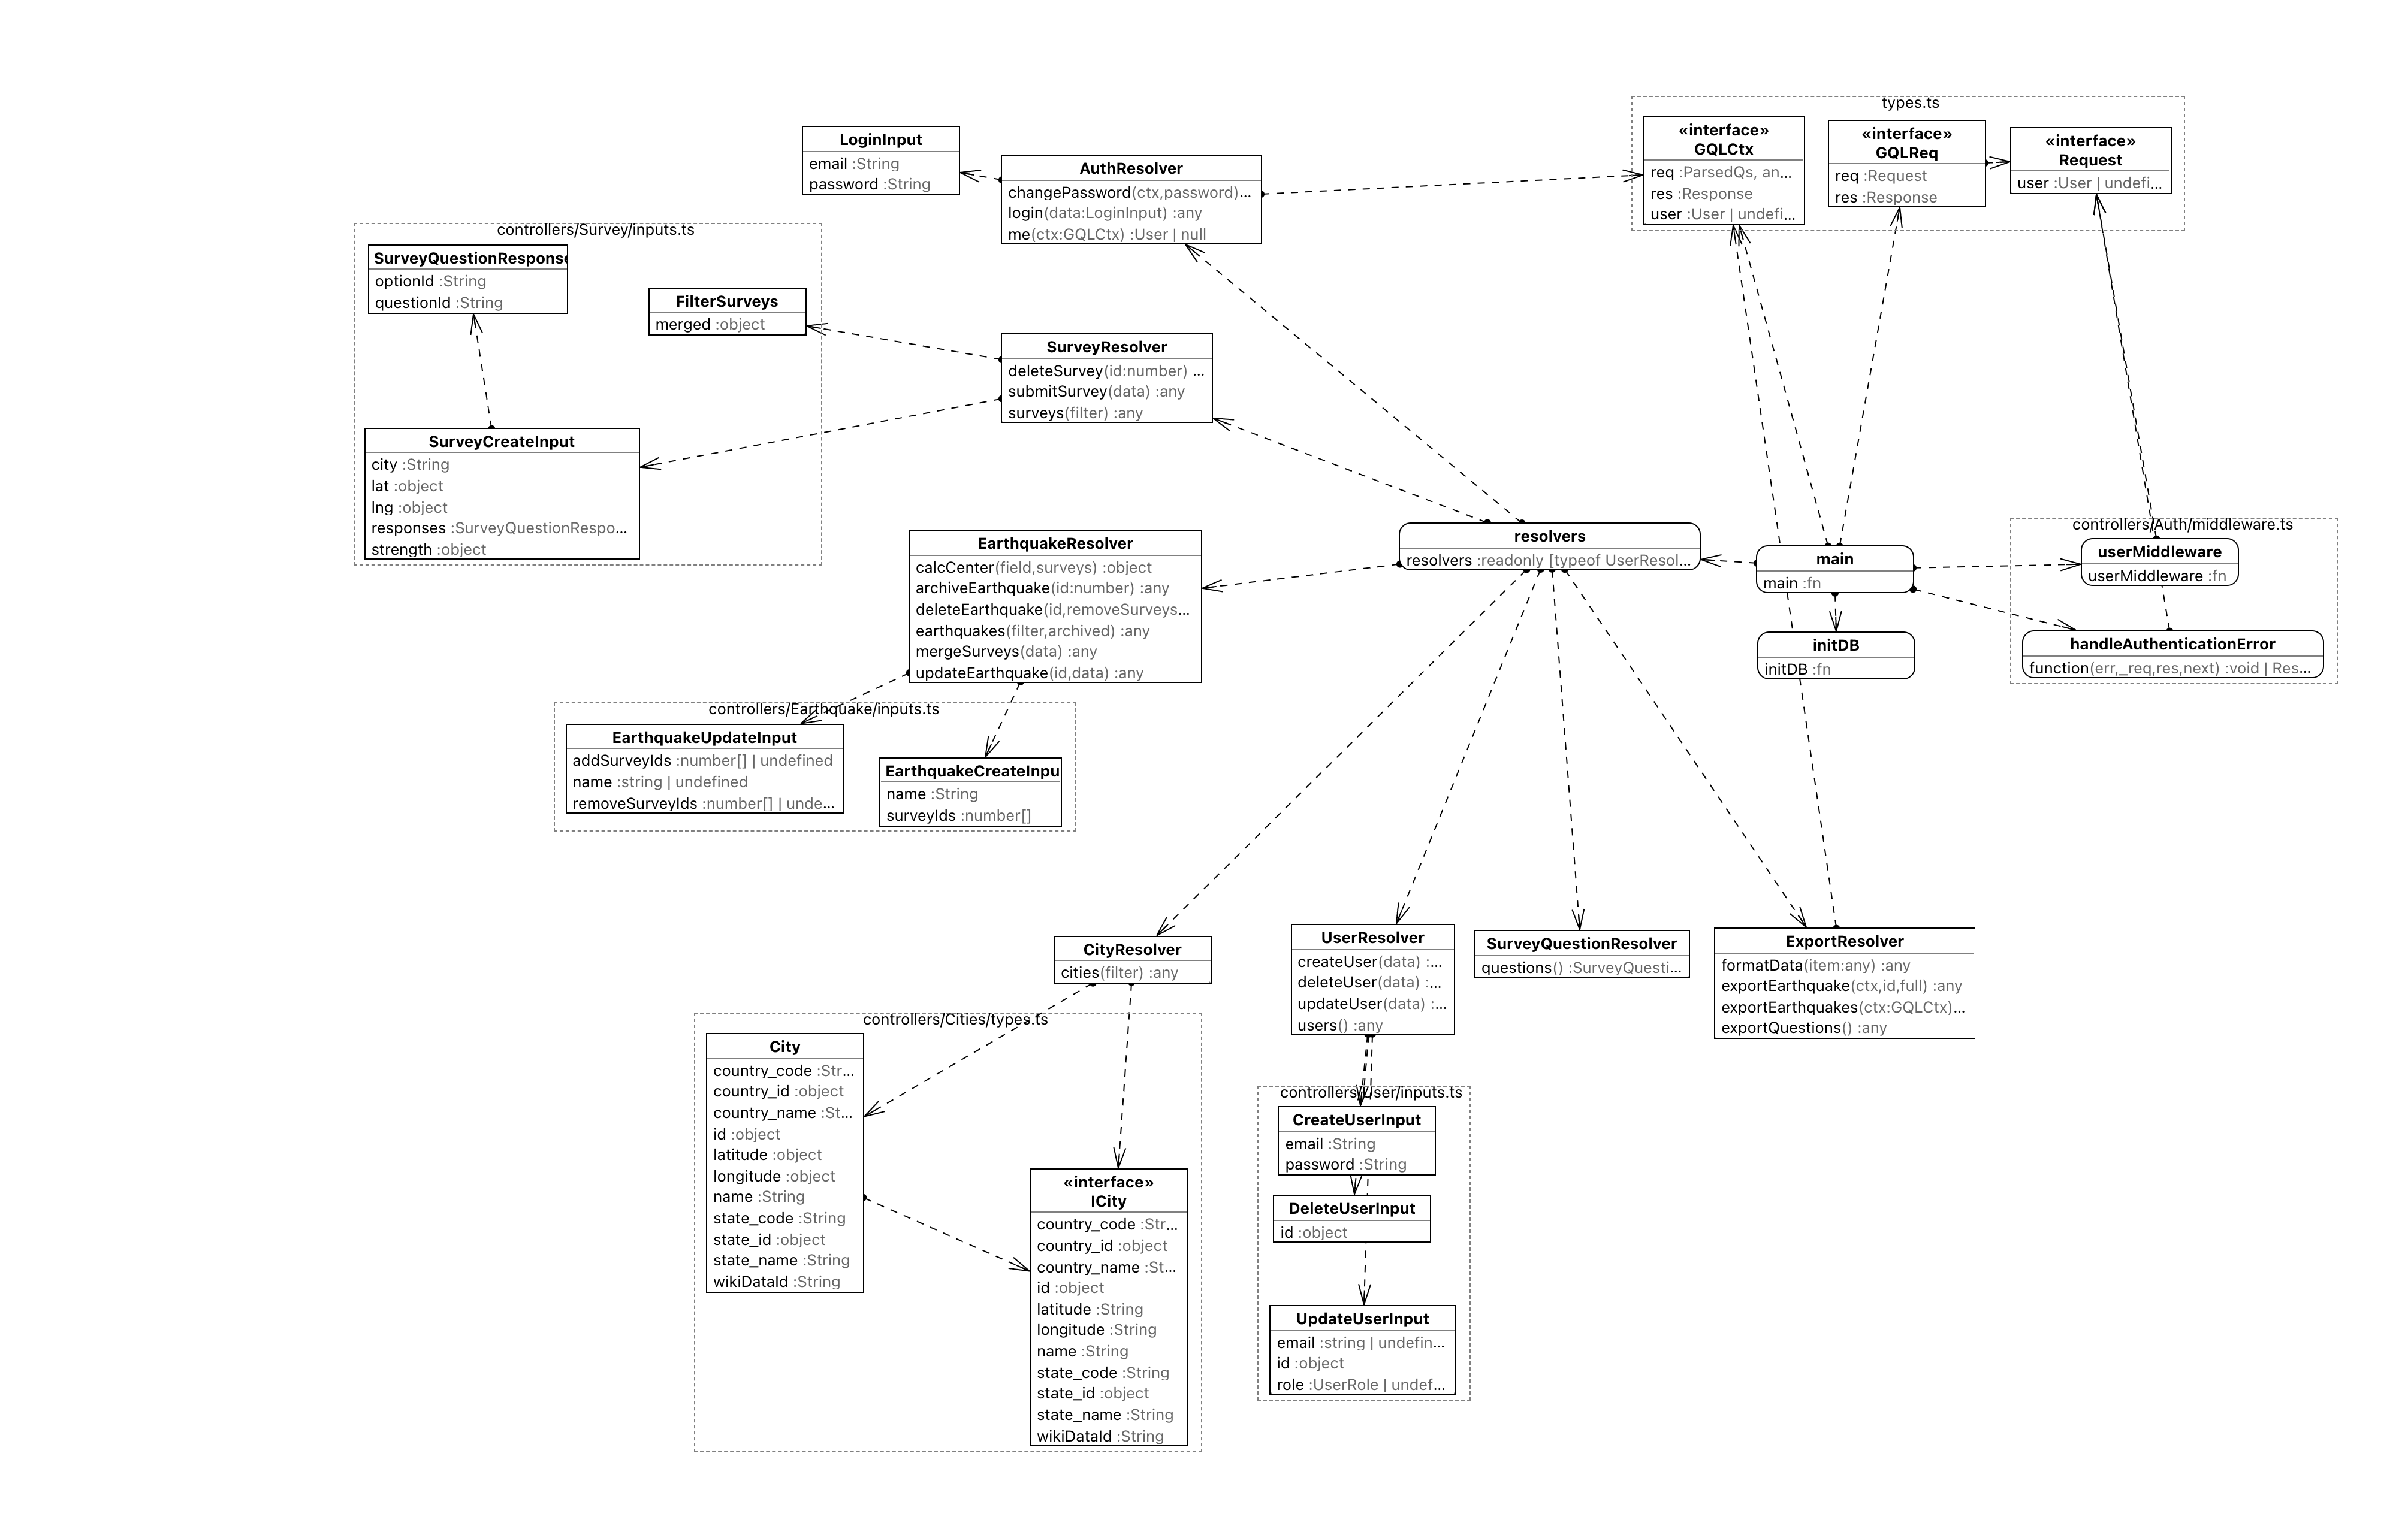 types.ts
«interface»
GQLCtx
req :ParsedQs, an...
res :Response
user :User | undefi...
«interface»
GQLReq
req :Request
res :Response
«interface»
Request
user :User | undefi...
LoginInput
email :String
password :String
AuthResolver
changePassword(ctx,password)...
login(data:LoginInput) :any
me(ctx:GQLCtx) :User | null
controllers/Survey/inputs.ts
SurveyQuestionRespons
optionId :String
questionId :String
FilterSurveys
merged :object
SurveyCreateInput
city :String
lat :object
lng :object
responses :SurveyQuestionRespo...
strength :object
SurveyResolver
deleteSurvey(id:number) ...
submitSurvey(data) :any
surveys(filter) :any
EarthquakeResolver
calcCenter(field,surveys) :object
archiveEarthquake(id:number) :any
deleteEarthquake(id,removeSurveys...
earthquakes(filter,archived) :any
mergeSurveys(data) :any
updateEarthquake(id,data) :any
resolvers
resolvers :readonly [typeof UserResol...
main
main :fn
initDB
initDB :fn
controllers/Auth/middleware.ts
userMiddleware
userMiddleware :fn
handleAuthenticationError
function(err,_req,res,next) :void | Res...
controllers/Earthquake/inputs.ts
EarthquakeUpdateInput
addSurveyIds :number[] | undefined
name :string | undefined
removeSurveyIds :number[] | unde...
EarthquakeCreateInpu
name :String
surveyIds :number[]
CityResolver
cities(filter) :any
UserResolver
createUser(data) :...
deleteUser(data) :...
updateUser(data) :...
users() :any
SurveyQuestionResolver
questions() :SurveyQuesti...
ExportResolver
formatData(item:any) :any
exportEarthquake(ctx,id,full) :any
exportEarthquakes(ctx:GQLCtx)...
exportQuestions() :any
controllers/Cities/types.ts
City
country_code :Str...
country_id :object
country_name :St...
id :object
latitude :object
longitude :object
name :String
state_code :String
state_id :object
state_name :String
wikiDataId :String
«interface»
ICity
country_code :Str...
country_id :object
country_name :St...
id :object
latitude :String
longitude :String
name :String
state_code :String
state_id :object
state_name :String
wikiDataId :String
controllers/User/inputs.ts
CreateUserInput
email :String
password :String
DeleteUserInput
id :object
UpdateUserInput
email :string | undefin...
id :object
role :UserRole | undef...